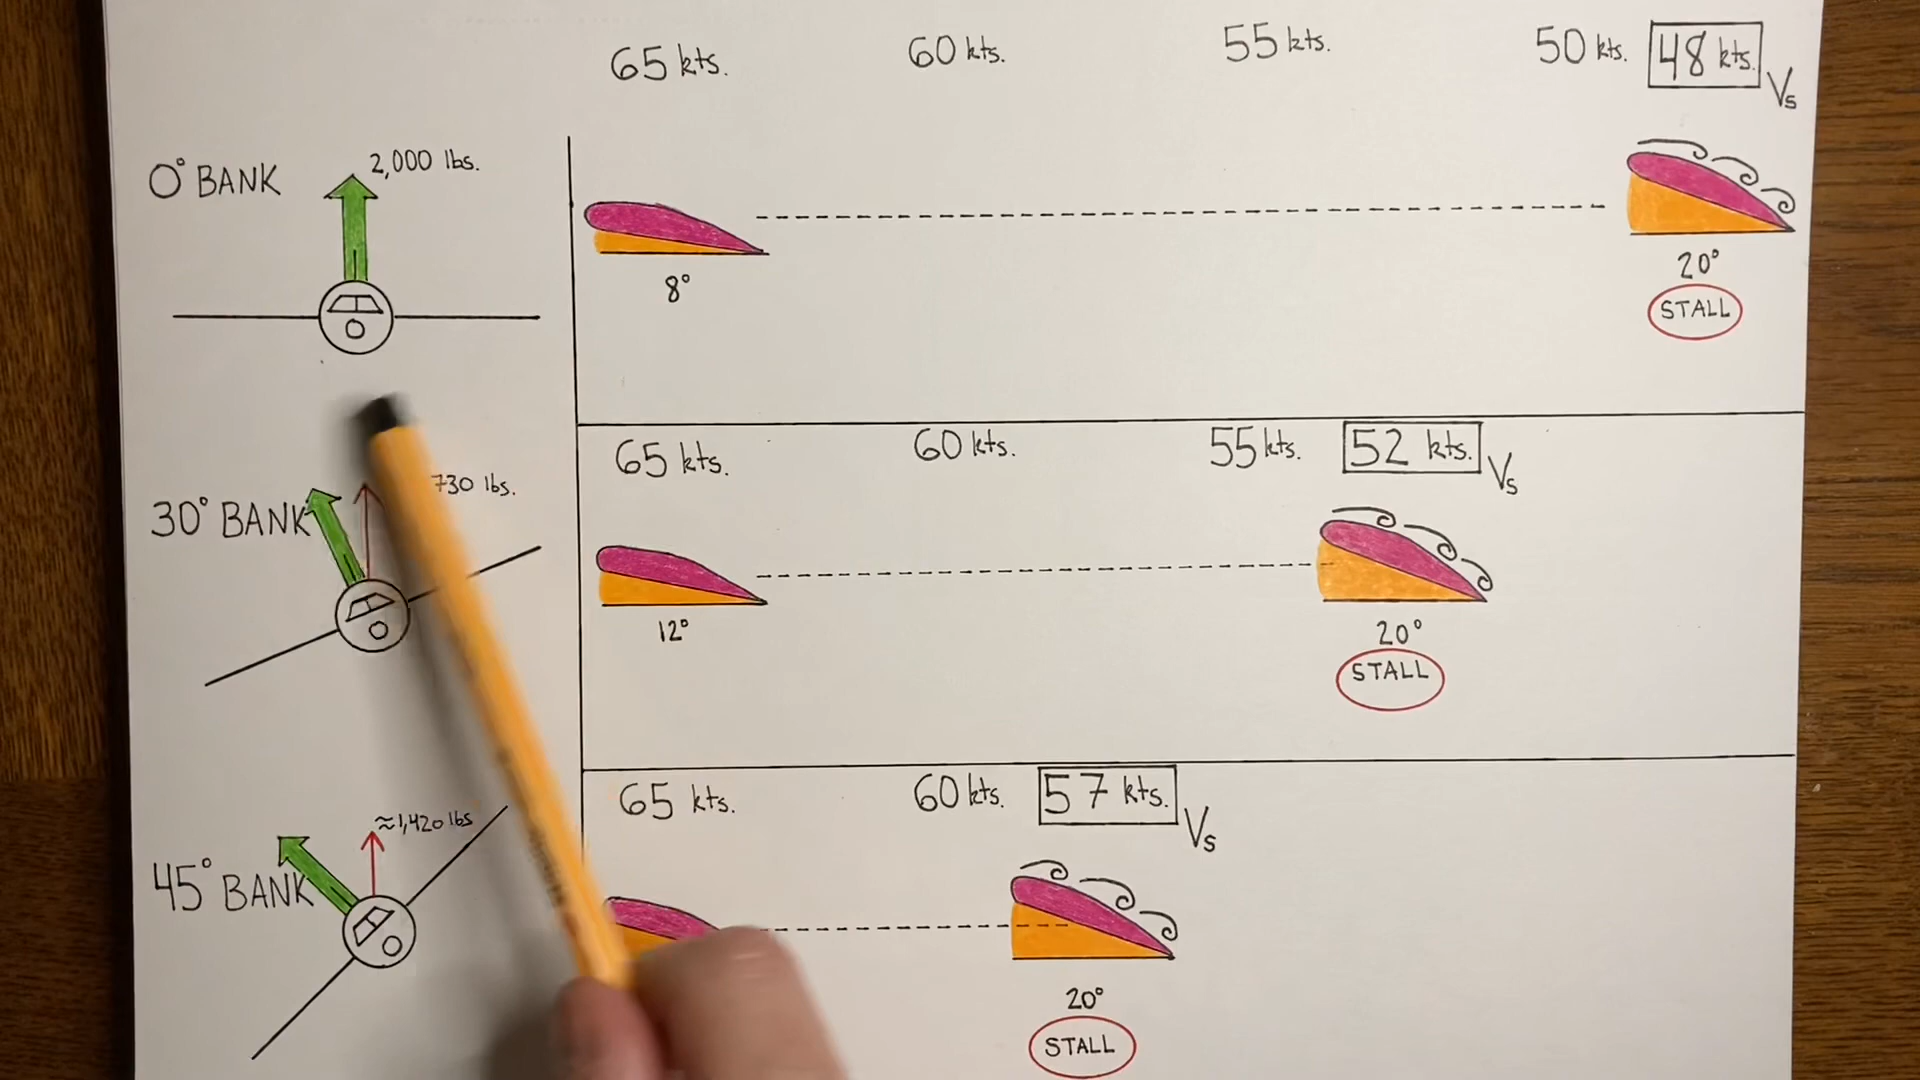 65 kts. 60 kts. 55 kts. 50 kts. 48 kts. Vs
0° BANK 2,000 lbs.
8°
20°
STALL
65 kts. 60 kts. 55 kts. 52 kts. Vs
30° BANK 730 lbs.
12°
20°
STALL
65 kts. 60 kts. 57 kts. Vs
45° BANK ≈1,420 lbs
20°
STALL